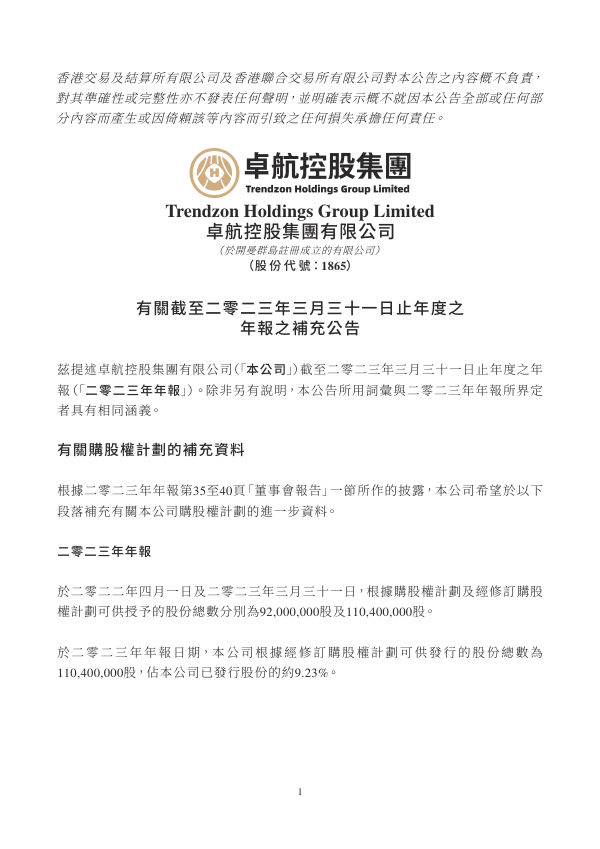 香港交易及結算所有限公司及香港聯合交易所有限公司對本公告之內容概不負責，
對其準確性或完整性亦不發表任何聲明，並明確表示概不就因本公告全部或任何部
分內容而產生或因倚賴該等內容而引致之任何損失承擔任何責任。
卓航控股集團
Trendzon Holdings Group Limited
Trendzon Holdings Group Limited
卓航控股集團有限公司
（於開曼群島註冊成立的有限公司）
（股份代號：1865）
有關截至二零二三年三月三十一日止年度之
年報之補充公告
茲提述卓航控股集團有限公司（「本公司」）截至二零二三年三月三十一日止年度之年
報（「二零二三年年報」）。除非另有說明，本公告所用詞彙與二零二三年年報所界定
者具有相同涵義。
有關購股權計劃的補充資料
根據二零二三年年報第35至40頁「董事會報告」一節所作的披露，本公司希望於以下
段落補充有關本公司購股權計劃的進一步資料。
二零二三年年報
於二零二二年四月一日及二零二三年三月三十一日，根據購股權計劃及經修訂購股
權計劃可供授予的股份總數分別為92,000,000股及110,400,000股。
於二零二三年年報日期，本公司根據經修訂購股權計劃可供發行的股份總數為
110,400,000股，佔本公司已發行股份的約9.23%。
1